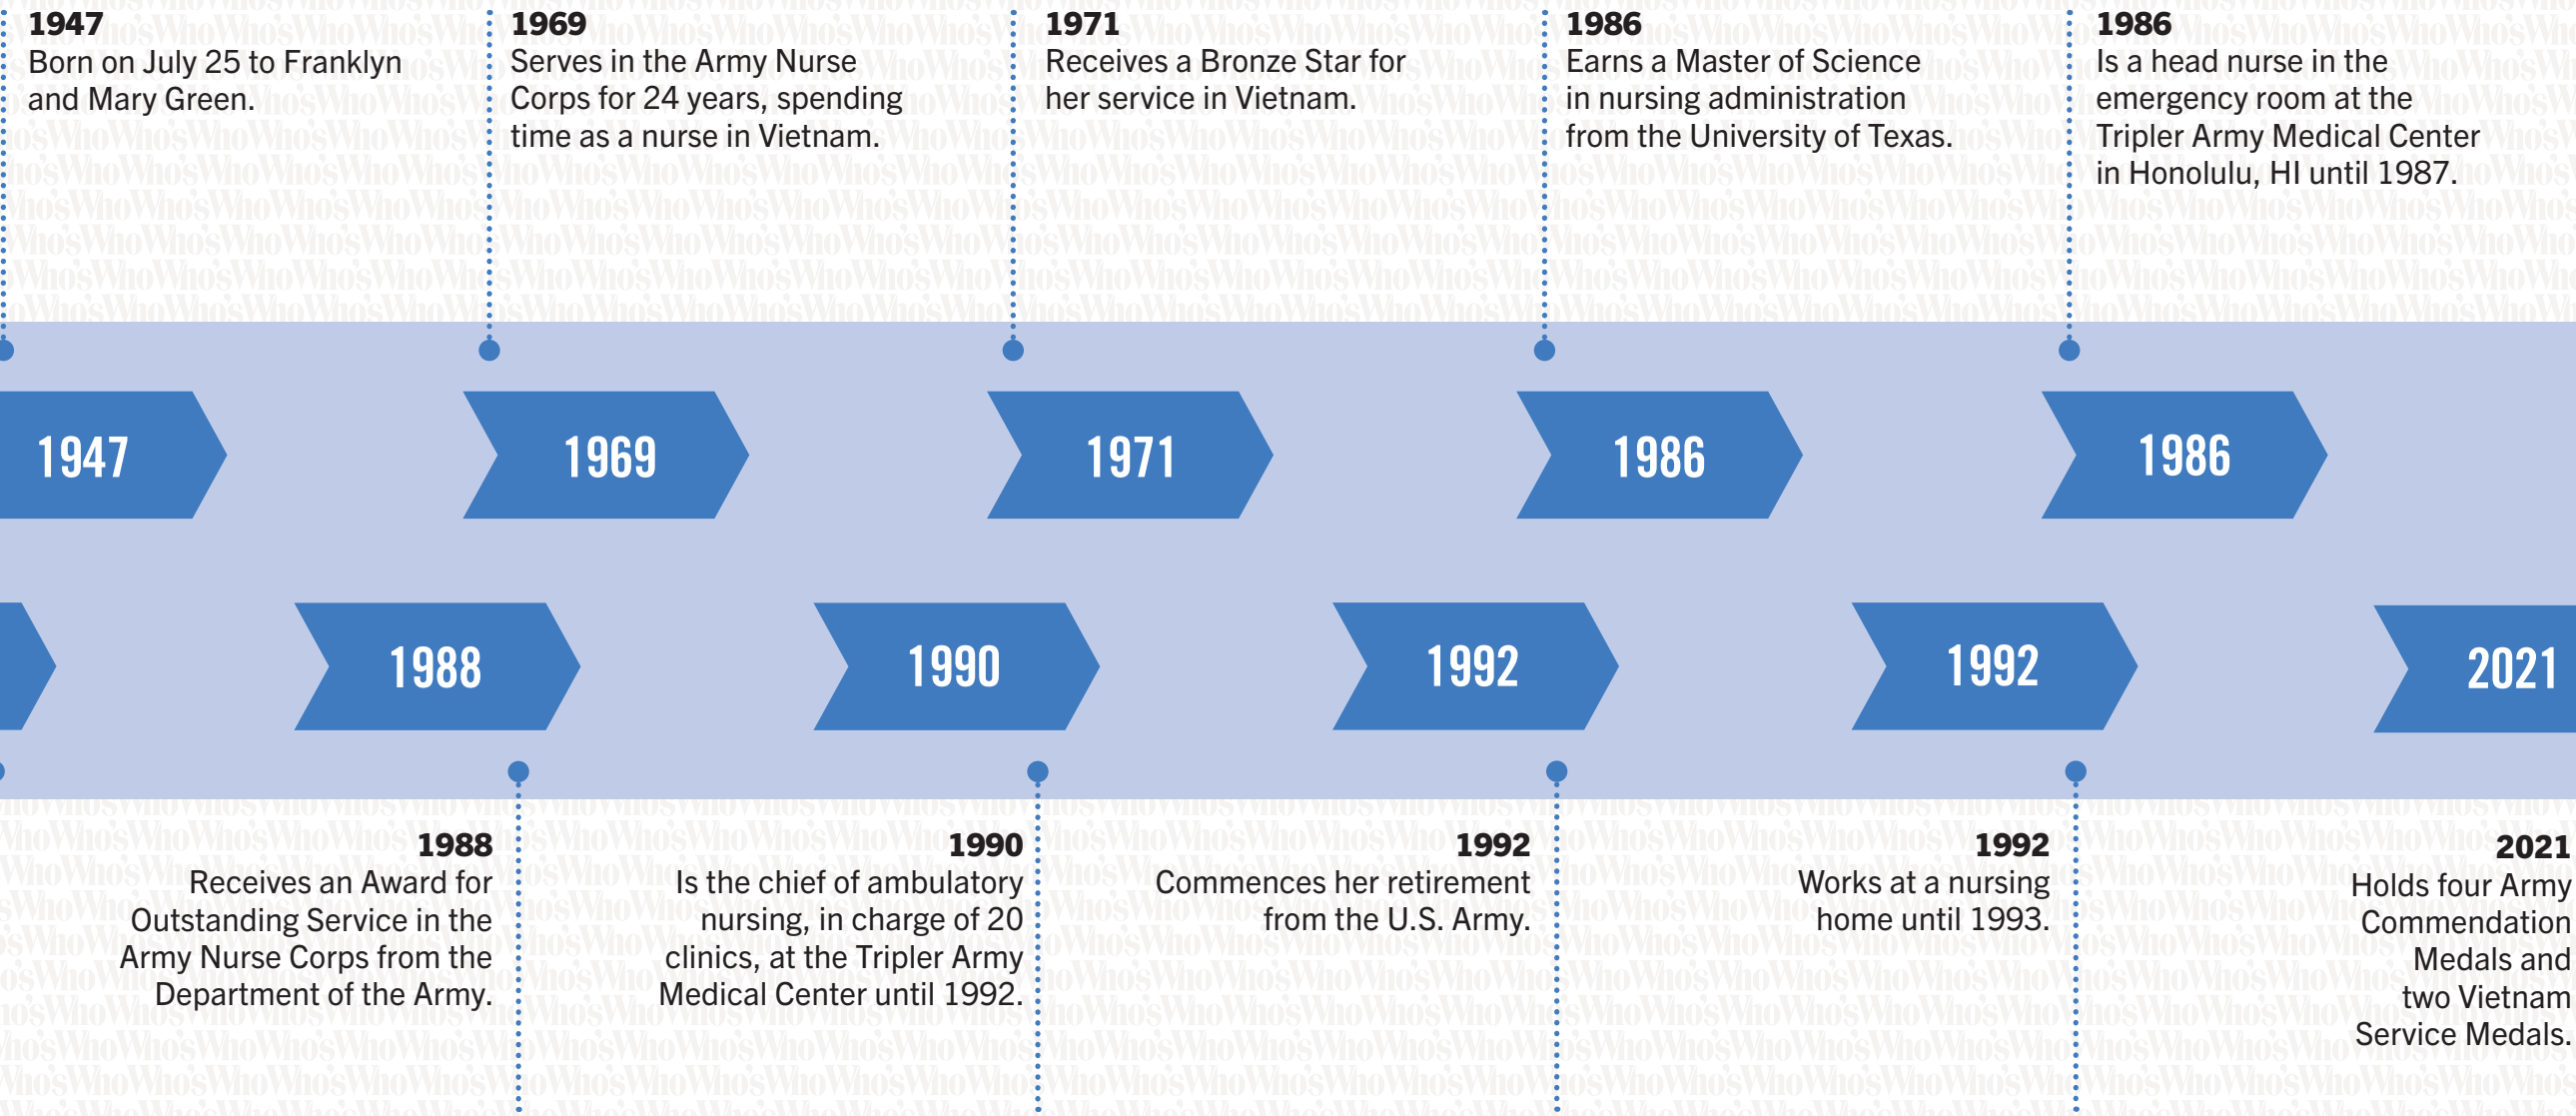 1947
Born on July 25 to Franklyn
and Mary Green.
1969
Serves in the Army Nurse
Corps for 24 years, spending
time as a nurse in Vietnam.
1971
Receives a Bronze Star for
her service in Vietnam.
1986
Earns a Master of Science
in nursing administration
from the University of Texas.
1986
Is a head nurse in the
emergency room at the
Tripler Army Medical Center
in Honolulu, HI until 1987.
1947
1969
1971
1986
1986
1988
1990
1992
1992
2021
1988
Receives an Award for
Outstanding Service in the
Army Nurse Corps from the
Department of the Army.
1990
Is the chief of ambulatory
nursing, in charge of 20
clinics, at the Tripler Army
Medical Center until 1992.
1992
Commences her retirement
from the U.S. Army.
1992
Works at a nursing
home until 1993.
2021
Holds four Army
Commendation
Medals and
two Vietnam
Service Medals.